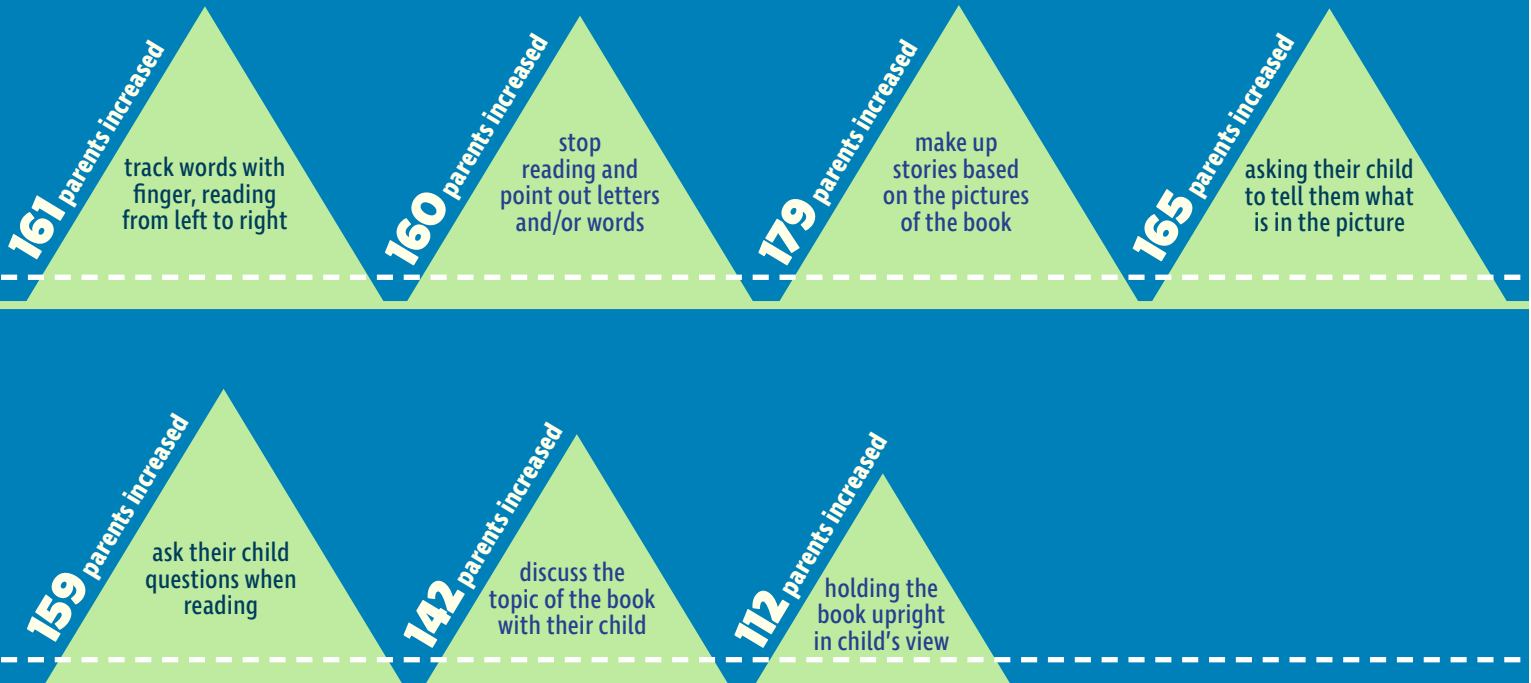 161 parents increased
track words with
finger, reading
from left to right
160 parents increased
stop
reading and
point out letters
and/or words
179 parents increased
make up
stories based
on the pictures
of the book
165 parents increased
asking their child
to tell them what
is in the picture
159 parents increased
ask their child
questions when
reading
142 parents increased
discuss the
topic of the book
with their child
112 parents increased
holding the
book upright
in child's view